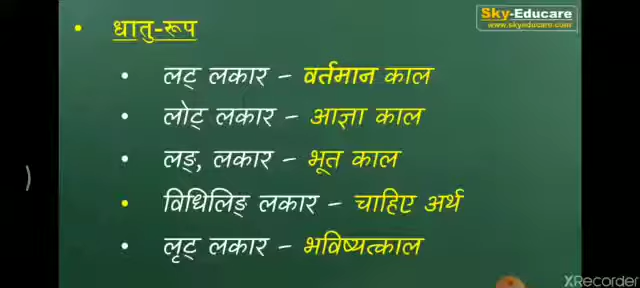 Sky-Educare
www.skyeducare.com
• धातु-रूप
• लट् लकार – वर्तमान काल
• लोट् लकार – आज्ञा काल
• लङ्, लकार – भूत काल
• विधिलिङ् लकार – चाहिए अर्थ
• लृट् लकार – भविष्यत्काल
XRecorder